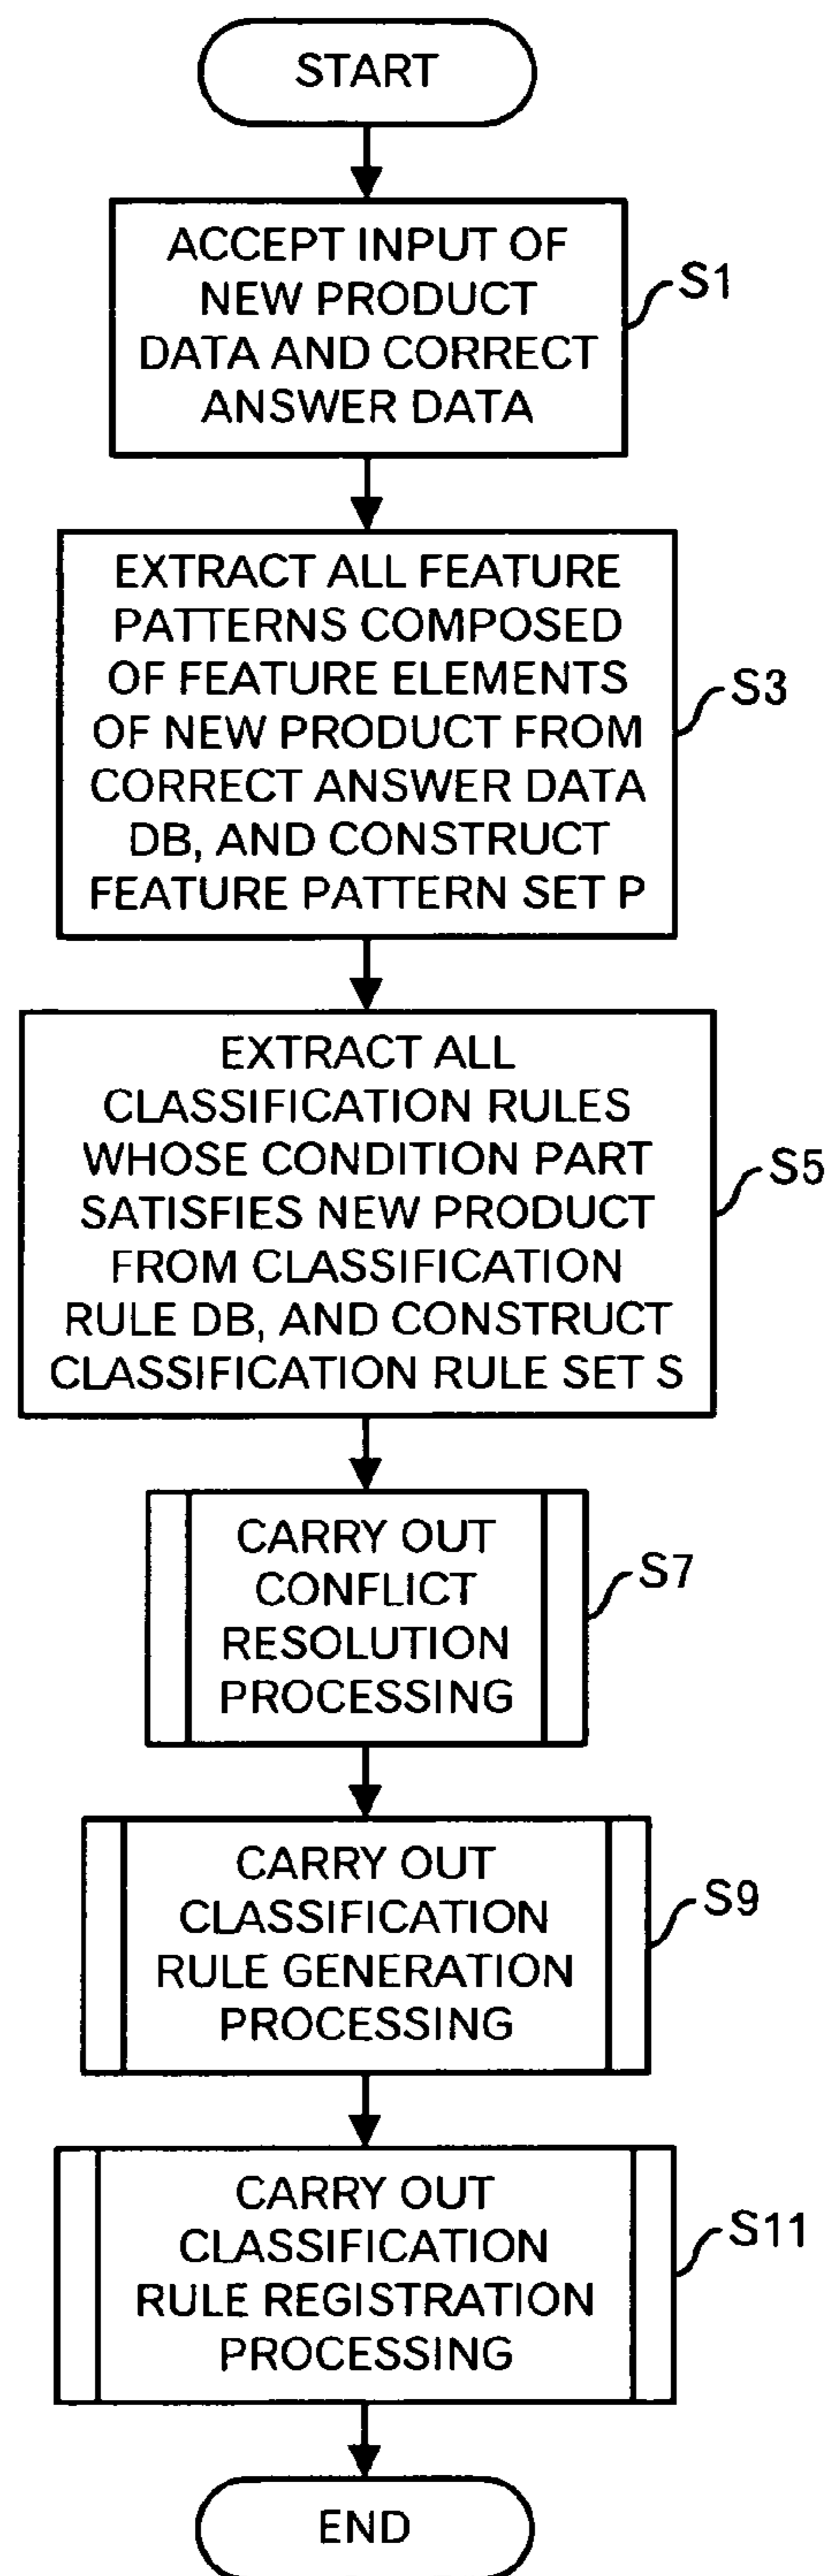 START
ACCEPT INPUT OF
NEW PRODUCT
DATA AND CORRECT
ANSWER DATA
S1
EXTRACT ALL FEATURE
PATTERNS COMPOSED
OF FEATURE ELEMENTS
OF NEW PRODUCT FROM
CORRECT ANSWER DATA
DB, AND CONSTRUCT
FEATURE PATTERN SET P
S3
EXTRACT ALL
CLASSIFICATION RULES
WHOSE CONDITION PART
SATISFIES NEW PRODUCT
FROM CLASSIFICATION
RULE DB, AND CONSTRUCT
CLASSIFICATION RULE SET S
S5
CARRY OUT
CONFLICT
RESOLUTION
PROCESSING
S7
CARRY OUT
CLASSIFICATION
RULE GENERATION
PROCESSING
S9
CARRY OUT
CLASSIFICATION
RULE REGISTRATION
PROCESSING
S11
END